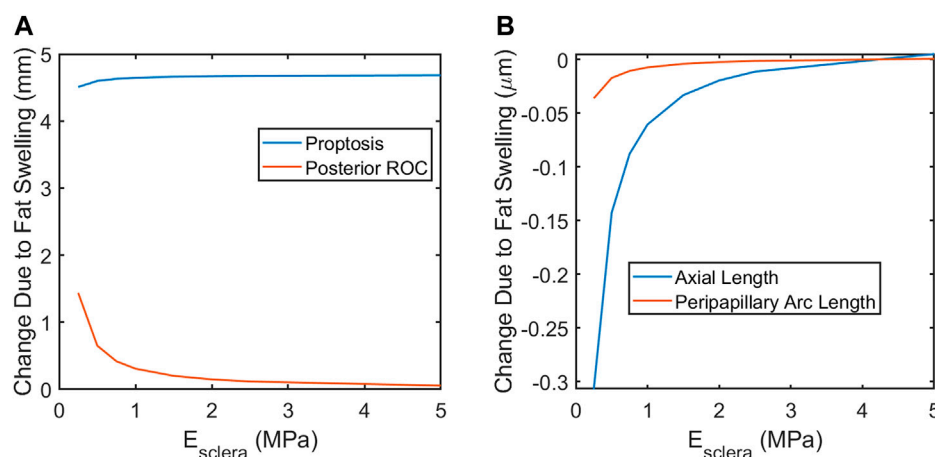 A
Change Due to Fat Swelling (mm)
5
4
3
2
1
0
Proptosis
Posterior ROC
0 1 2 3 4 5
E_sclera (MPa)
B
Change Due to Fat Swelling (μm)
0
-0.05
-0.1
-0.15
-0.2
-0.25
-0.3
Axial Length
Peripapillary Arc Length
0 1 2 3 4 5
E_sclera (MPa)